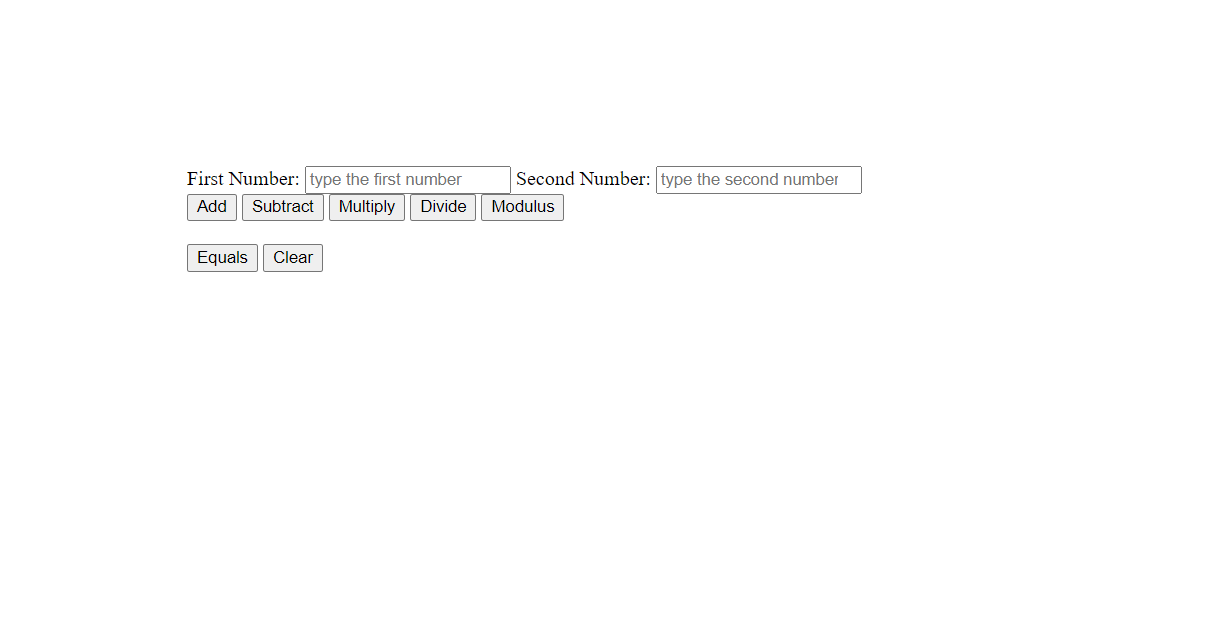 First Number: type the first number Second Number: type the second number
Add Subtract Multiply Divide Modulus
Equals Clear